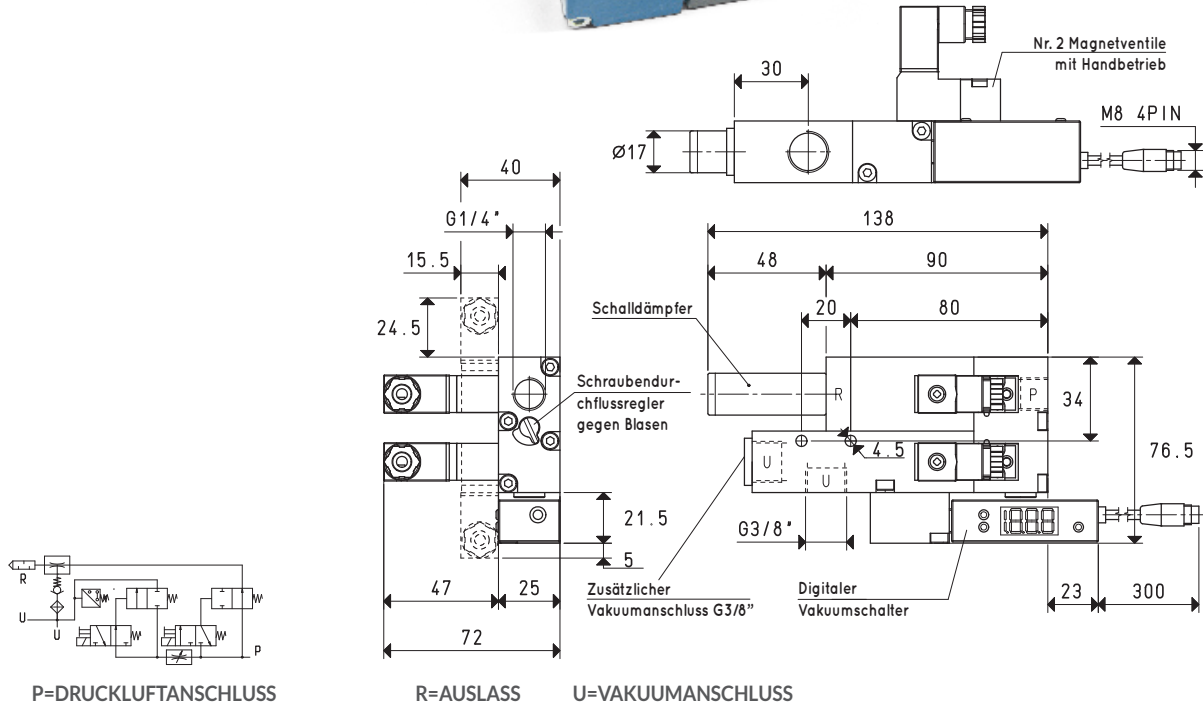 Nr. 2 Magnetventile
mit Handbetrieb
30
M8 4PIN
Ø17
40
138
G1/4"
15.5
48
90
24.5
Schalldämpfer
20
80
Schraubendur-
chflussregler
gegen Blasen
R
P
34
4.5
76.5
U
U
21.5
G3/8"
5
Zusätzlicher
Vakuumanschluss G3/8”
Digitaler
Vakuumschalter
47
25
23
300
72
R
U
U
P
P=DRUCKLUFTANSCHLUSS
R=AUSLASS
U=VAKUUMANSCHLUSS